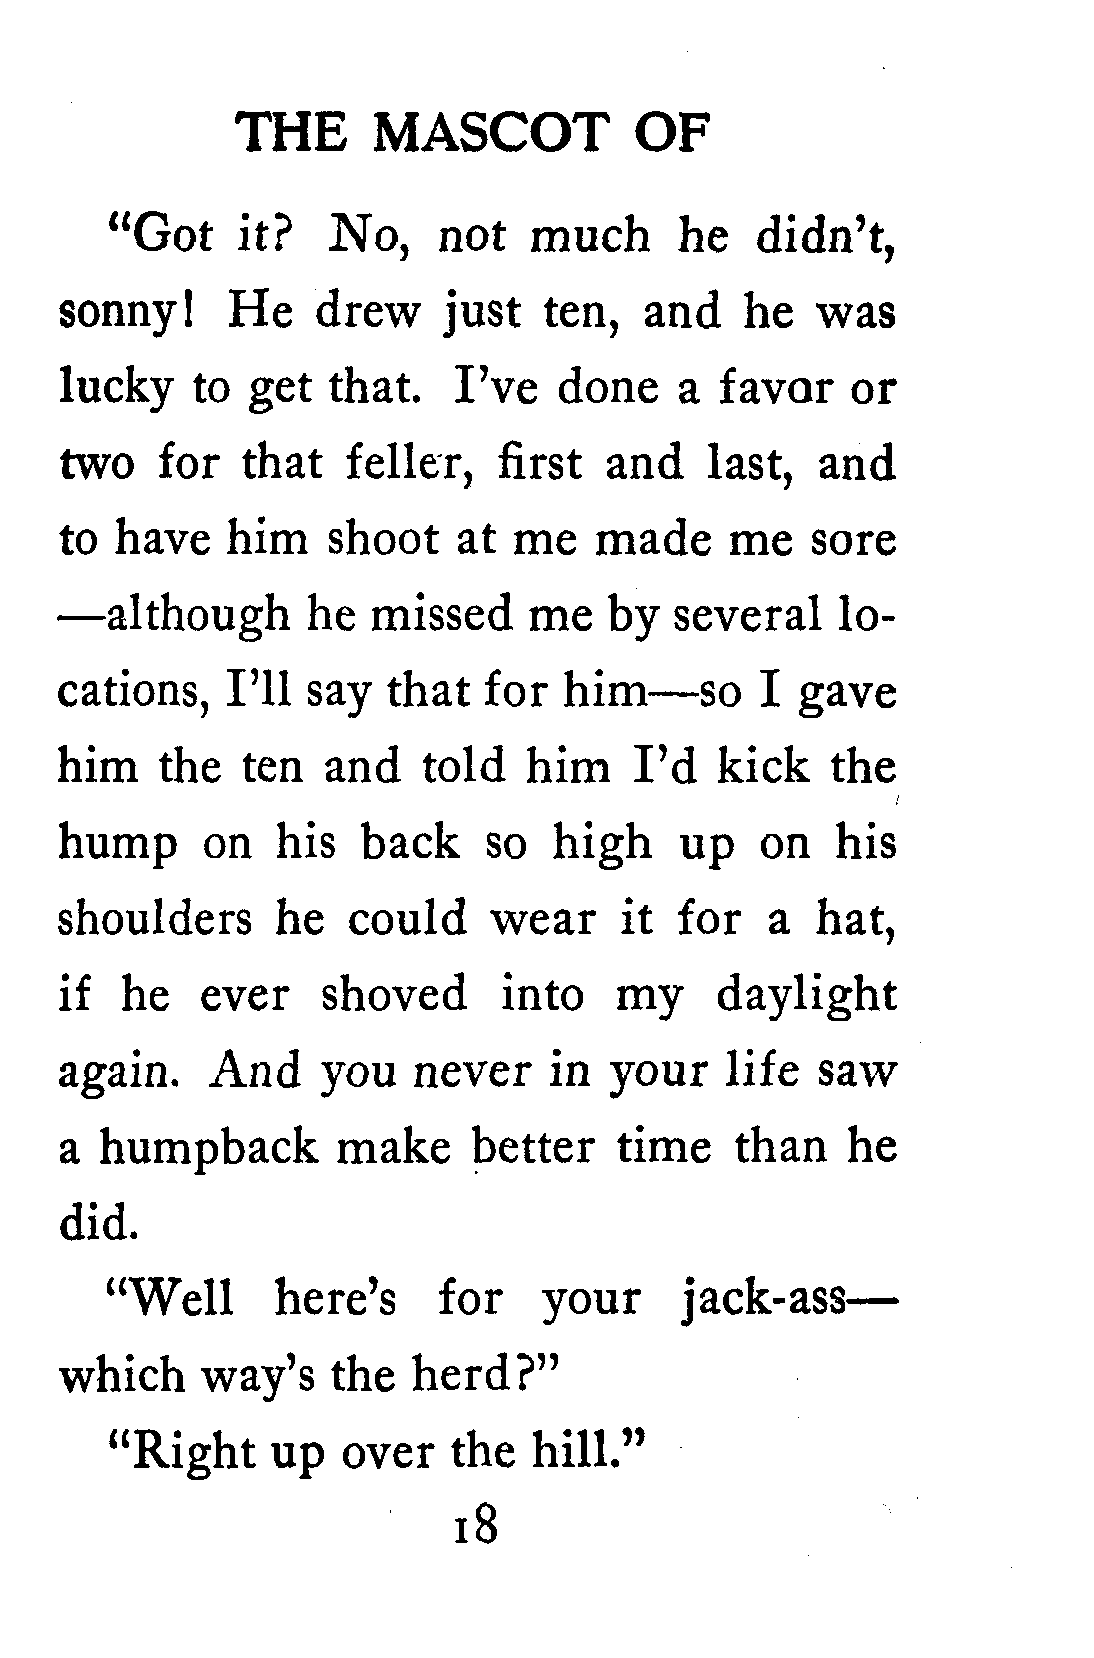 THE MASCOT OF
“Got it? No, not much he didn’t,
sonny! He drew just ten, and he was
lucky to get that. I’ve done a favor or
two for that feller, first and last, and
to have him shoot at me made me sore
—although he missed me by several lo-
cations, I’ll say that for him—so I gave
him the ten and told him I’d kick the
hump on his back so high up on his
shoulders he could wear it for a hat,
if he ever shoved into my daylight
again. And you never in your life saw
a humpback make better time than he
did.
“Well here’s for your jack-ass—
which way’s the herd?”
“Right up over the hill.”
18